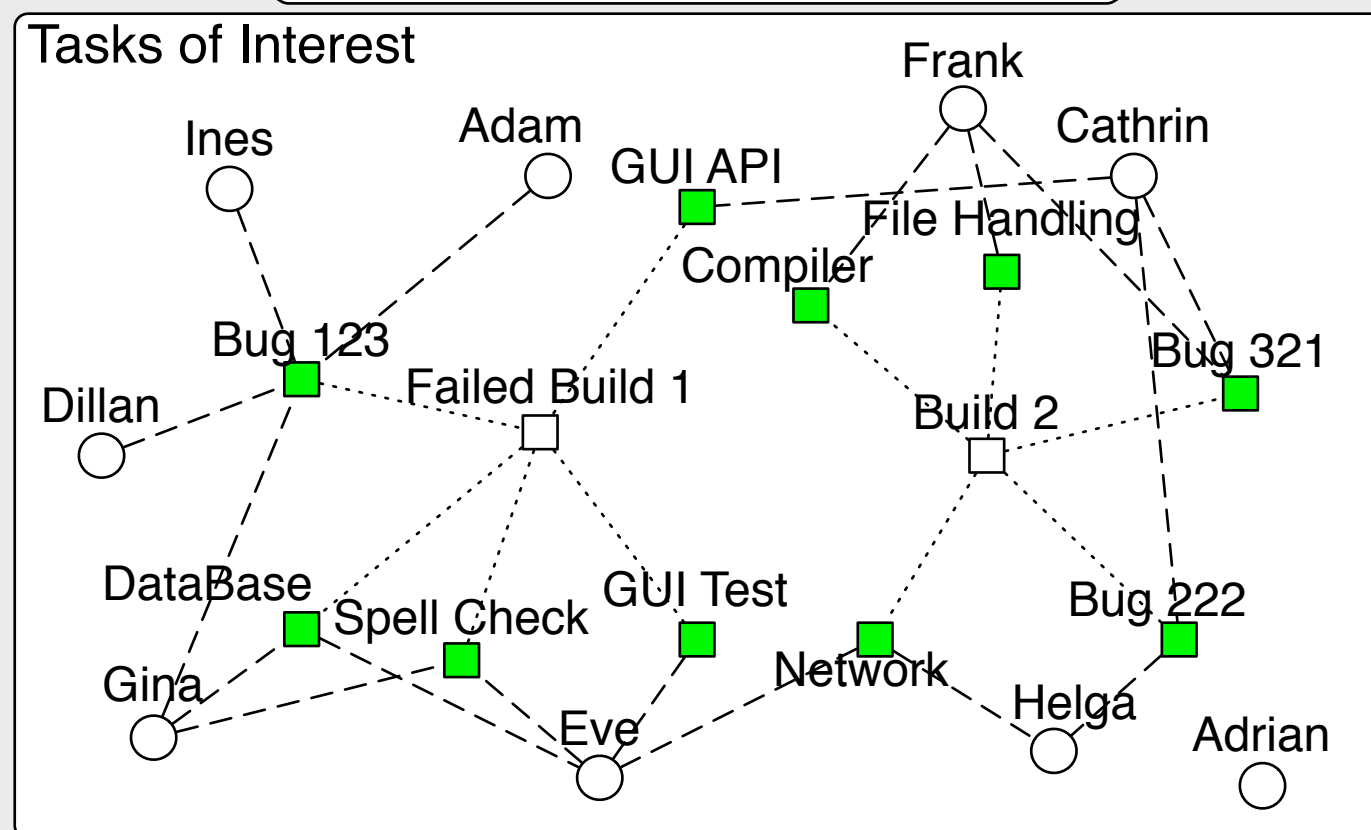 Tasks of Interest
Frank
Ines
Adam
Cathrin
GUI API
File Handling
Compiler
Bug 123
Bug 321
Dillan
Failed Build 1
Build 2
DataBase
Spell Check
GUI Test
Bug 222
Gina
Network
Helga
Eve
Adrian